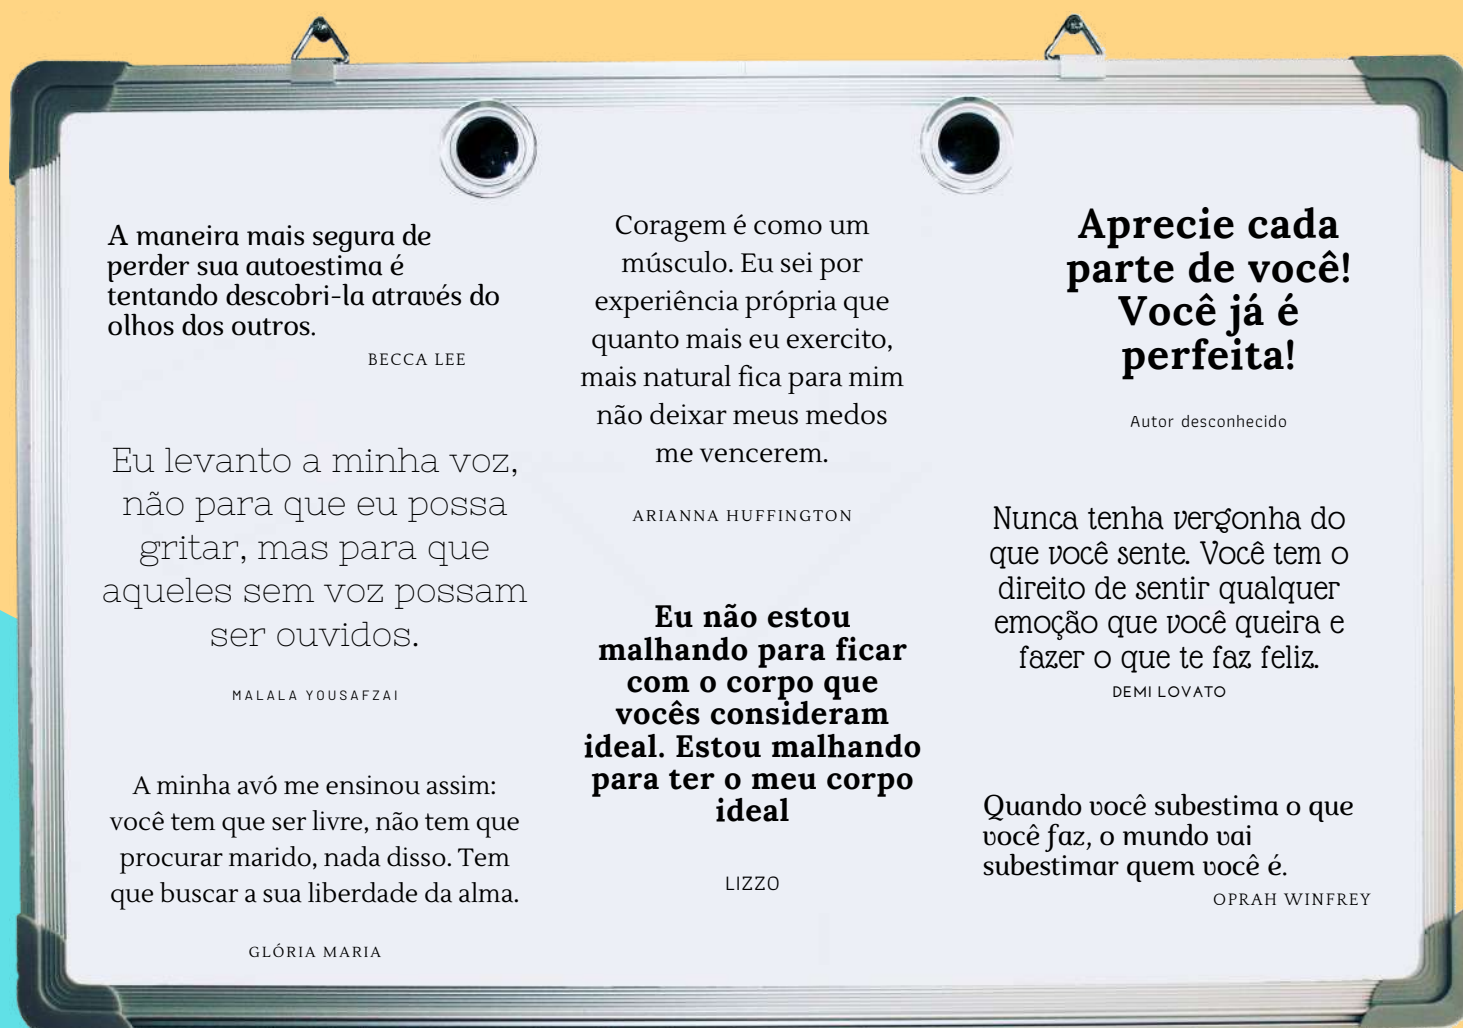 A maneira mais segura de
perder sua autoestima é
tentando descobri-la através do
olhos dos outros.
BECCA LEE
Eu levanto a minha voz,
não para que eu possa
gritar, mas para que
aqueles sem voz possam
ser ouvidos.
MALALA YOUSAFZAI
A minha avó me ensinou assim:
você tem que ser livre, não tem que
procurar marido, nada disso. Tem
que buscar a sua liberdade da alma.
GLÓRIA MARIA
Coragem é como um
músculo. Eu sei por
experiência própria que
quanto mais eu exercito,
mais natural fica para mim
não deixar meus medos
me vencerem.
ARIANNA HUFFINGTON
Eu não estou
malhando para ficar
com o corpo que
vocês consideram
ideal. Estou malhando
para ter o meu corpo
ideal
LIZZO
Aprecie cada
parte de você!
Você já é
perfeita!
Autor desconhecido
Nunca tenha vergonha do
que você sente. Você tem o
direito de sentir qualquer
emoção que você queira e
fazer o que te faz feliz.
DEMI LOVATO
Quando você subestima o que
você faz, o mundo vai
subestimar quem você é.
OPRAH WINFREY